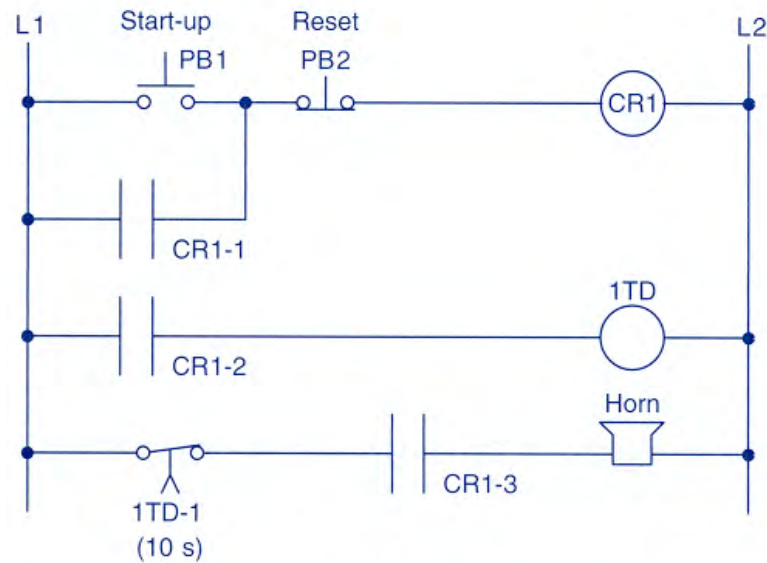 L1
Start-up
Reset
L2
PB1
PB2
CR1
CR1-1
1TD
CR1-2
Horn
CR1-3
1TD-1
(10 s)